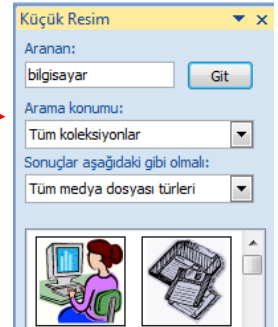 Küçük Resim
Aranan:
bilgisayar
Git
Arama konumu:
Tüm koleksiyonlar
Sonuçlar aşağıdaki gibi olmalı:
Tüm medya dosyası türleri